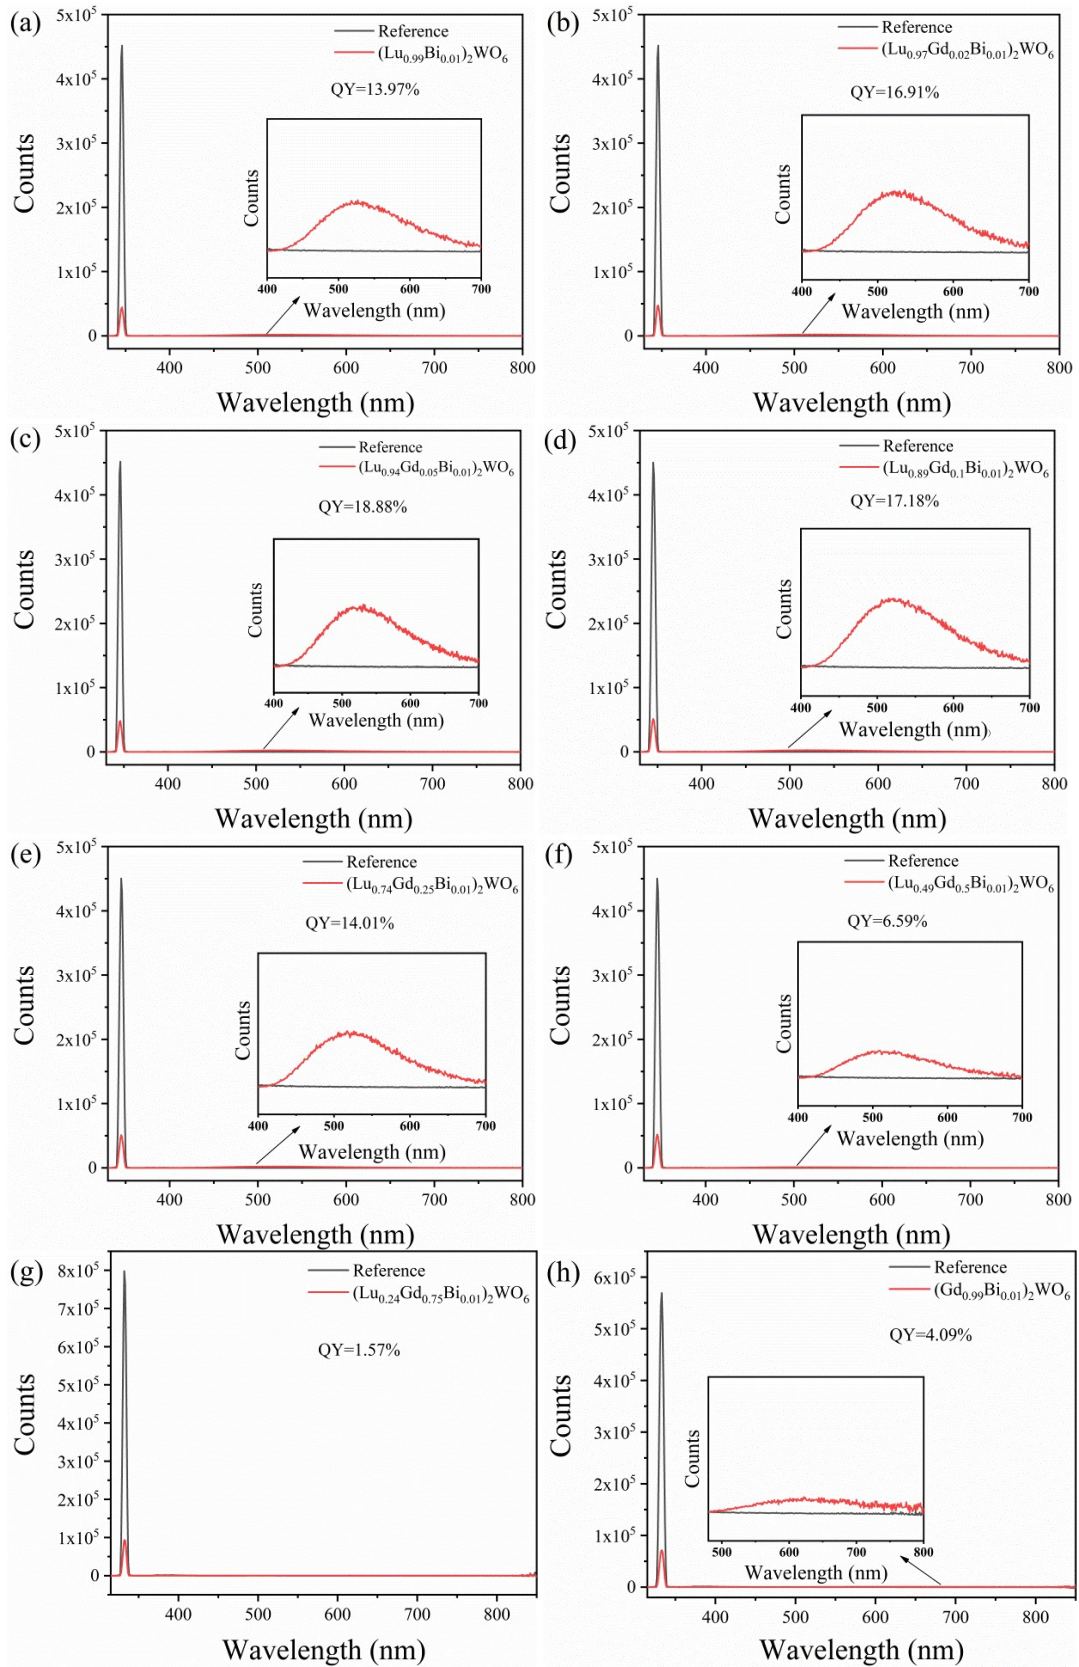 (a)
5x10⁵
4x10⁵
3x10⁵
2x10⁵
1x10⁵
0
Counts
Reference
(Lu₀.₉₉Bi₀.₀₁)₂WO₆
QY=13.97%
Counts
400 500 600 700
Wavelength (nm)
400 500 600 700 800
Wavelength (nm)
(b)
5x10⁵
4x10⁵
3x10⁵
2x10⁵
1x10⁵
0
Counts
Reference
(Lu₀.₉₇Gd₀.₀₂Bi₀.₀₁)₂WO₆
QY=16.91%
Counts
400 500 600 700
Wavelength (nm)
400 500 600 700 800
Wavelength (nm)
(c)
5x10⁵
4x10⁵
3x10⁵
2x10⁵
1x10⁵
0
Counts
Reference
(Lu₀.₉₄Gd₀.₀₅Bi₀.₀₁)₂WO₆
QY=18.88%
Counts
400 500 600 700
Wavelength (nm)
400 500 600 700 800
Wavelength (nm)
(d)
5x10⁵
4x10⁵
3x10⁵
2x10⁵
1x10⁵
0
Counts
Reference
(Lu₀.₈₉Gd₀.₁Bi₀.₀₁)₂WO₆
QY=17.18%
Counts
400 500 600 700
Wavelength (nm)
400 500 600 700 800
Wavelength (nm)
(e)
5x10⁵
4x10⁵
3x10⁵
2x10⁵
1x10⁵
0
Counts
Reference
(Lu₀.₇₄Gd₀.₂₅Bi₀.₀₁)₂WO₆
QY=14.01%
Counts
400 500 600 700
Wavelength (nm)
400 500 600 700 800
Wavelength (nm)
(f)
5x10⁵
4x10⁵
3x10⁵
2x10⁵
1x10⁵
0
Counts
Reference
(Lu₀.₄₉Gd₀.₅Bi₀.₀₁)₂WO₆
QY=6.59%
Counts
400 500 600 700
Wavelength (nm)
400 500 600 700 800
Wavelength (nm)
(g)
8x10⁵
7x10⁵
6x10⁵
5x10⁵
4x10⁵
3x10⁵
2x10⁵
1x10⁵
0
Counts
Reference
(Lu₀.₂₄Gd₀.₇₅Bi₀.₀₁)₂WO₆
QY=1.57%
400 500 600 700 800
Wavelength (nm)
(h)
6x10⁵
5x10⁵
4x10⁵
3x10⁵
2x10⁵
1x10⁵
0
Counts
Reference
(Gd₀.₉₉Bi₀.₀₁)₂WO₆
QY=4.09%
Counts
500 600 700 800
Wavelength (nm)
400 500 600 700 800
Wavelength (nm)